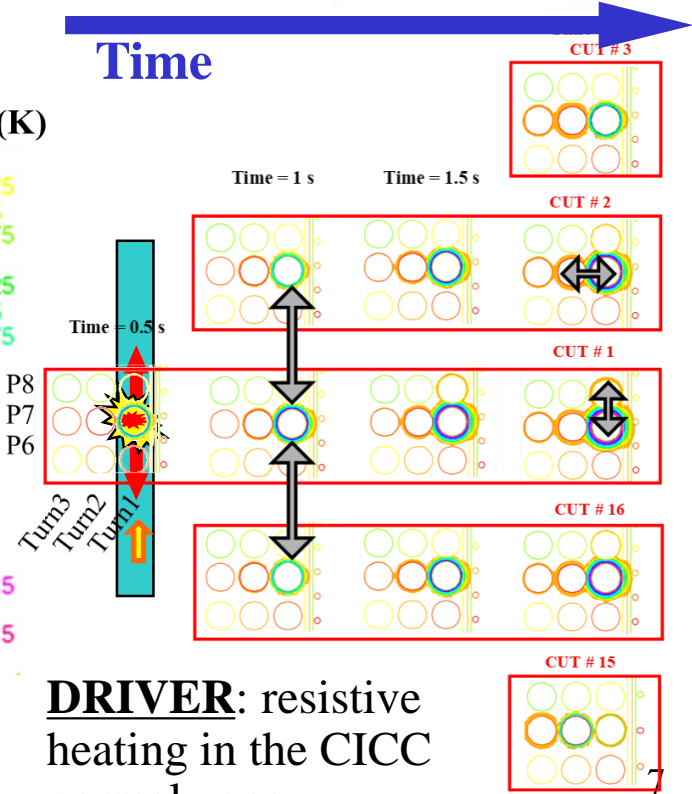 Time
CUT # 3
(K)
Time = 1 s
Time = 1.5 s
CUT # 2
Time = 0.5 s
CUT # 1
P8
P7
P6
Turn3
Turn2
Turn1
CUT # 16
CUT # 15
DRIVER: resistive
heating in the CICC
7